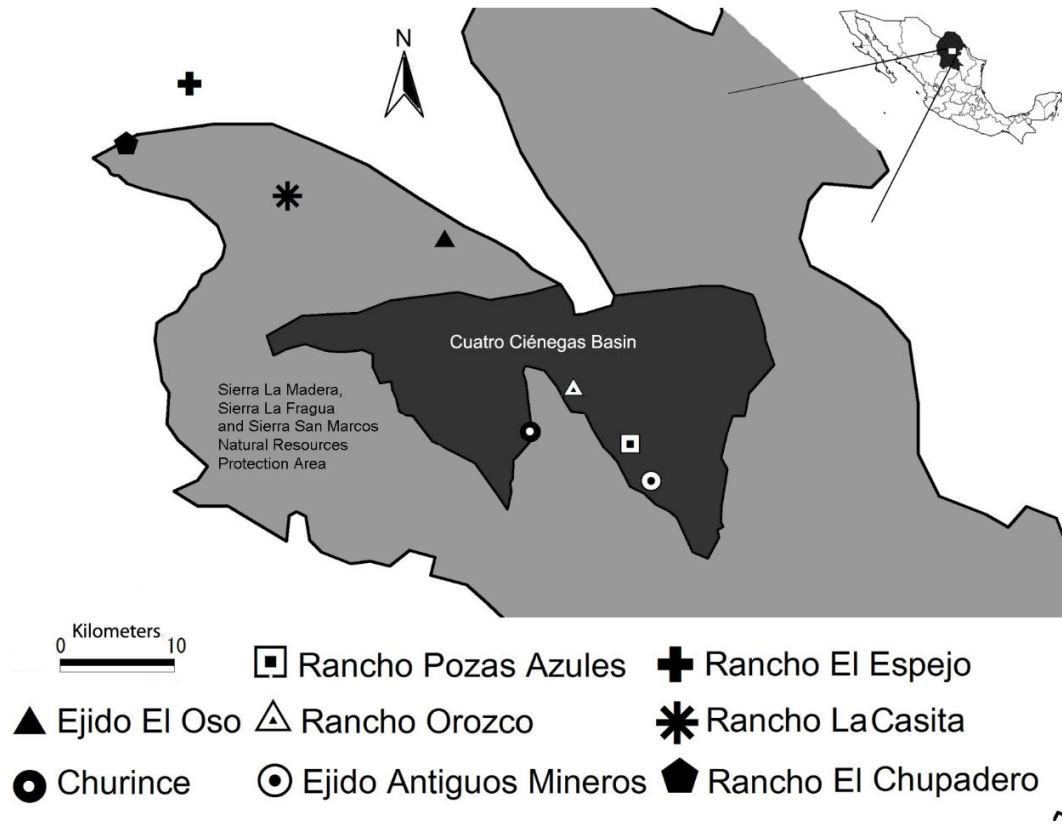 N
Cuatro Ciénegas Basin
Sierra La Madera,
Sierra La Fragua
and Sierra San Marcos
Natural Resources
Protection Area
Kilometers
0 10
Rancho Pozas Azules
Rancho El Espejo
Ejido El Oso
Rancho Orozco
Rancho La Casita
Churince
Ejido Antiguos Mineros
Rancho El Chupadero